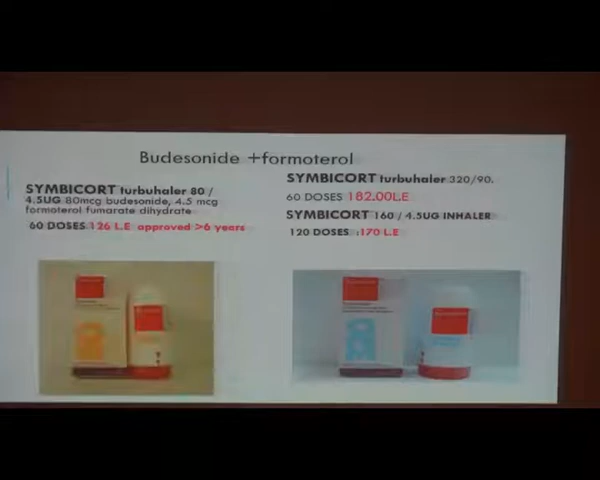 Budesonide +formoterol
SYMBICORT turbuhaler 80 /
4.5UG 80mcg budesonide, 4.5 mcg
formoterol fumarate dihydrate
60 DOSES 126 L.E approved >6 years
SYMBICORT turbuhaler 320/90.
60 DOSES 182.00LE
SYMBICORT 160 / 4.5UG INHALER
120 DOSES :170 L.E